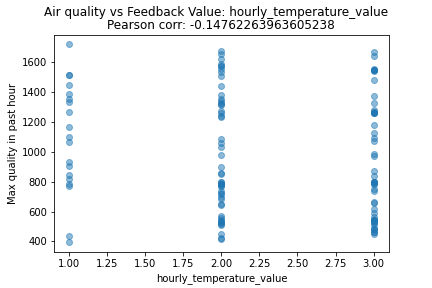 Air quality vs Feedback Value: hourly_temperature_value
Pearson corr: -0.14762263963605238
Max quality in past hour
1600
1400
1200
1000
800
600
400
1.00 1.25 1.50 1.75 2.00 2.25 2.50 2.75 3.00
hourly_temperature_value